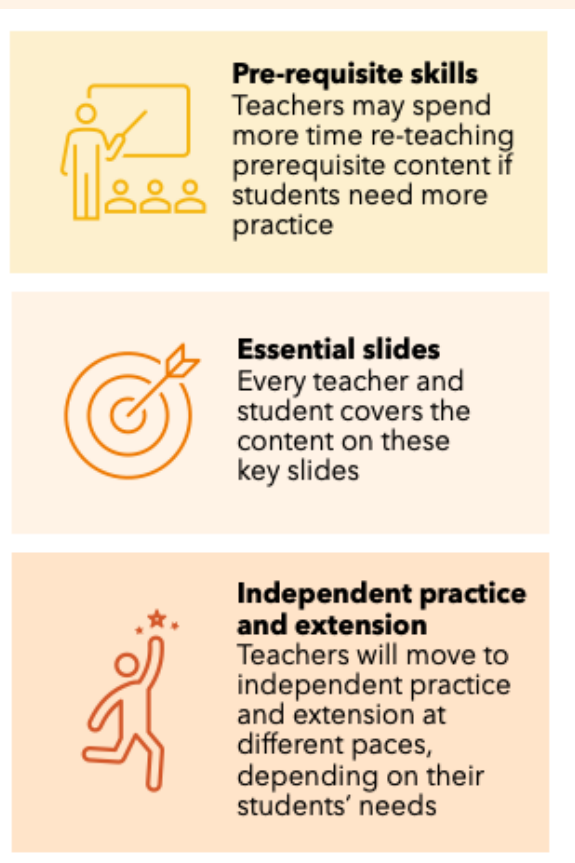 Pre-requisite skills
Teachers may spend
more time re-teaching
prerequisite content if
students need more
practice
Essential slides
Every teacher and
student covers the
content on these
key slides
Independent practice
and extension
Teachers will move to
independent practice
and extension at
different paces,
depending on their
students’ needs